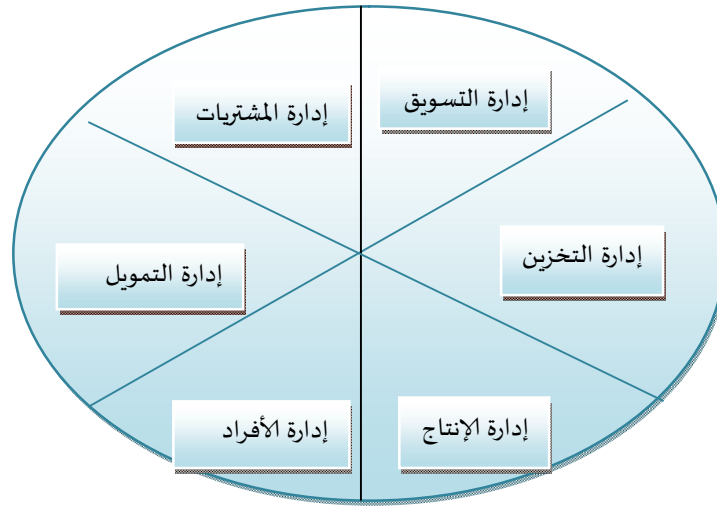 إدارة التسويق
إدارة المشتريات
إدارة التخزين
إدارة التمويل
إدارة الإنتاج
إدارة الأفراد